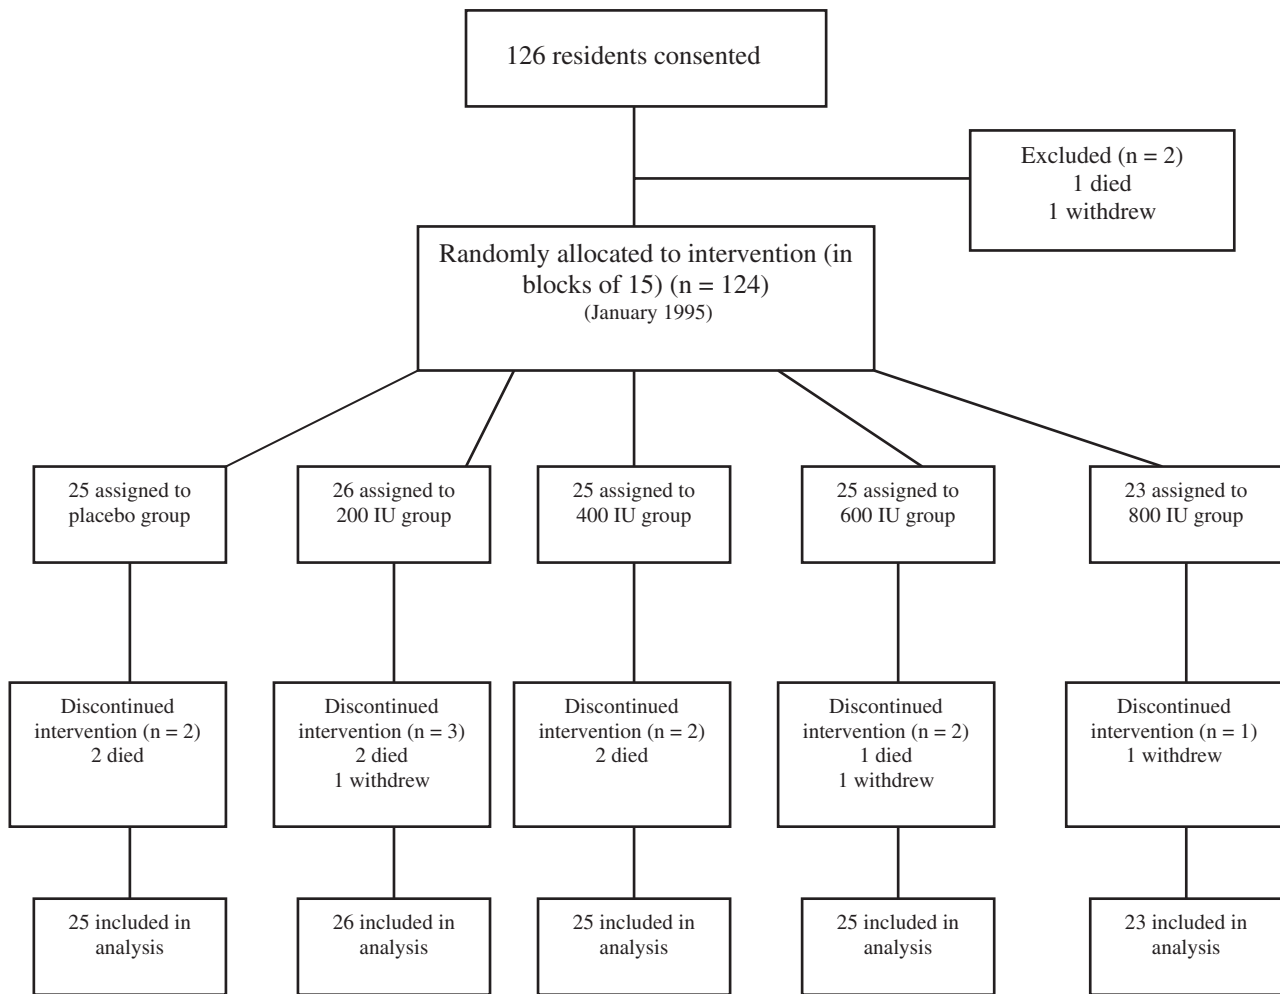 126 residents consented
Excluded (n = 2)
1 died
1 withdrew
Randomly allocated to intervention (in
blocks of 15) (n = 124)
(January 1995)
25 assigned to
placebo group
26 assigned to
200 IU group
25 assigned to
400 IU group
25 assigned to
600 IU group
23 assigned to
800 IU group
Discontinued
intervention (n = 2)
2 died
Discontinued
intervention (n = 3)
2 died
1 withdrew
Discontinued
intervention (n = 2)
2 died
Discontinued
intervention (n = 2)
1 died
1 withdrew
Discontinued
intervention (n = 1)
1 withdrew
25 included in
analysis
26 included in
analysis
25 included in
analysis
25 included in
analysis
23 included in
analysis